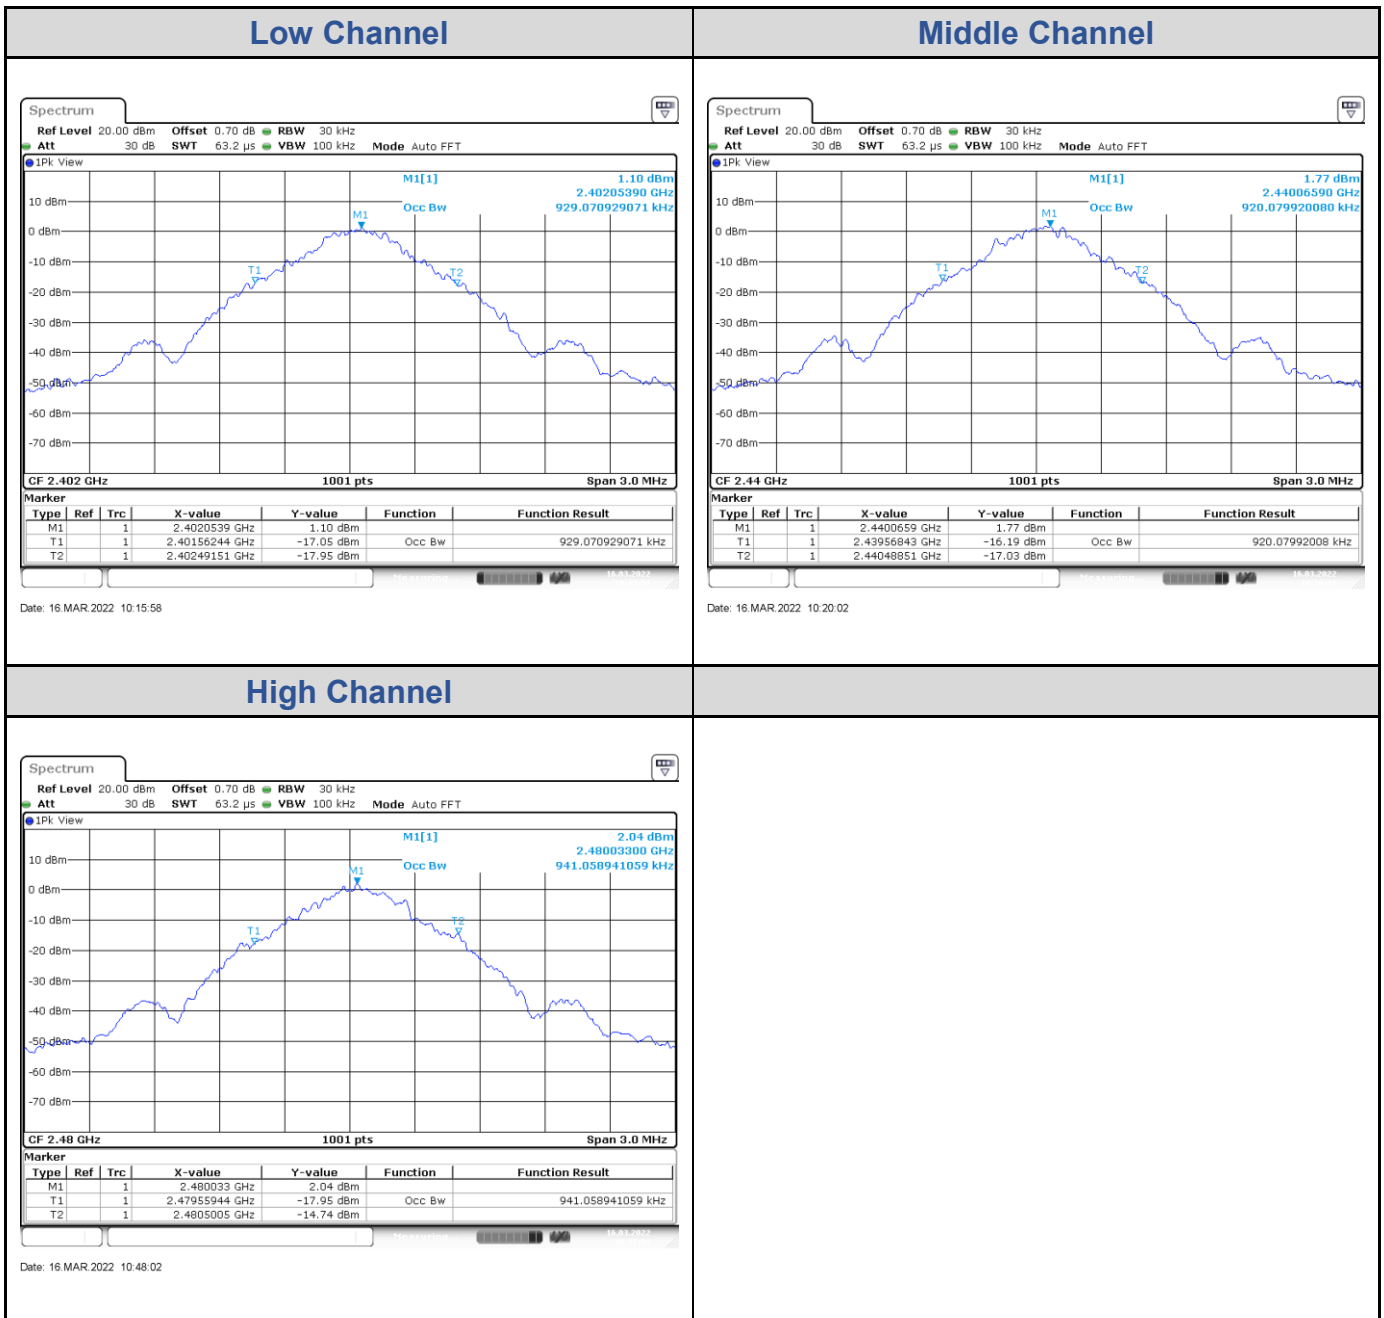 Low Channel
Middle Channel
Spectrum
Ref Level 20.00 dBm Offset 0.70 dB RBW 30 kHz
Att 30 dB SWT 63.2 µs VBW 100 kHz Mode Auto FFT
1Pk View
M1[1] 1.10 dBm
2.40205390 GHz
Occ Bw 929.070929071 kHz
10 dBm
M1
0 dBm
-10 dBm
T1
T2
-20 dBm
-30 dBm
-40 dBm
-50 dBm
-60 dBm
-70 dBm
CF 2.402 GHz 1001 pts Span 3.0 MHz
Marker
Type Ref Trc X-value Y-value Function Function Result
M1 1 2.4020539 GHz 1.10 dBm
T1 1 2.40156244 GHz -17.05 dBm Occ Bw 929.070929071 kHz
T2 1 2.40249151 GHz -17.95 dBm
Measuring 16.03.2022
Date: 16.MAR.2022 10:15:58
Spectrum
Ref Level 20.00 dBm Offset 0.70 dB RBW 30 kHz
Att 30 dB SWT 63.2 µs VBW 100 kHz Mode Auto FFT
1Pk View
M1[1] 1.77 dBm
2.44006590 GHz
Occ Bw 920.079920080 kHz
10 dBm
M1
0 dBm
-10 dBm
T1
T2
-20 dBm
-30 dBm
-40 dBm
-50 dBm
-60 dBm
-70 dBm
CF 2.44 GHz 1001 pts Span 3.0 MHz
Marker
Type Ref Trc X-value Y-value Function Function Result
M1 1 2.4400659 GHz 1.77 dBm
T1 1 2.43956843 GHz -16.19 dBm Occ Bw 920.07992008 kHz
T2 1 2.44048851 GHz -17.03 dBm
Measuring 16.03.2022
Date: 16.MAR.2022 10:20:02
High Channel
Spectrum
Ref Level 20.00 dBm Offset 0.70 dB RBW 30 kHz
Att 30 dB SWT 63.2 µs VBW 100 kHz Mode Auto FFT
1Pk View
M1[1] 2.04 dBm
2.48003300 GHz
Occ Bw 941.058941059 kHz
10 dBm
M1
0 dBm
-10 dBm
T1
T2
-20 dBm
-30 dBm
-40 dBm
-50 dBm
-60 dBm
-70 dBm
CF 2.48 GHz 1001 pts Span 3.0 MHz
Marker
Type Ref Trc X-value Y-value Function Function Result
M1 1 2.480033 GHz 2.04 dBm
T1 1 2.47955944 GHz -17.95 dBm Occ Bw 941.058941059 kHz
T2 1 2.4805005 GHz -14.74 dBm
Measuring 16.03.2022
Date: 16.MAR.2022 10:48:02